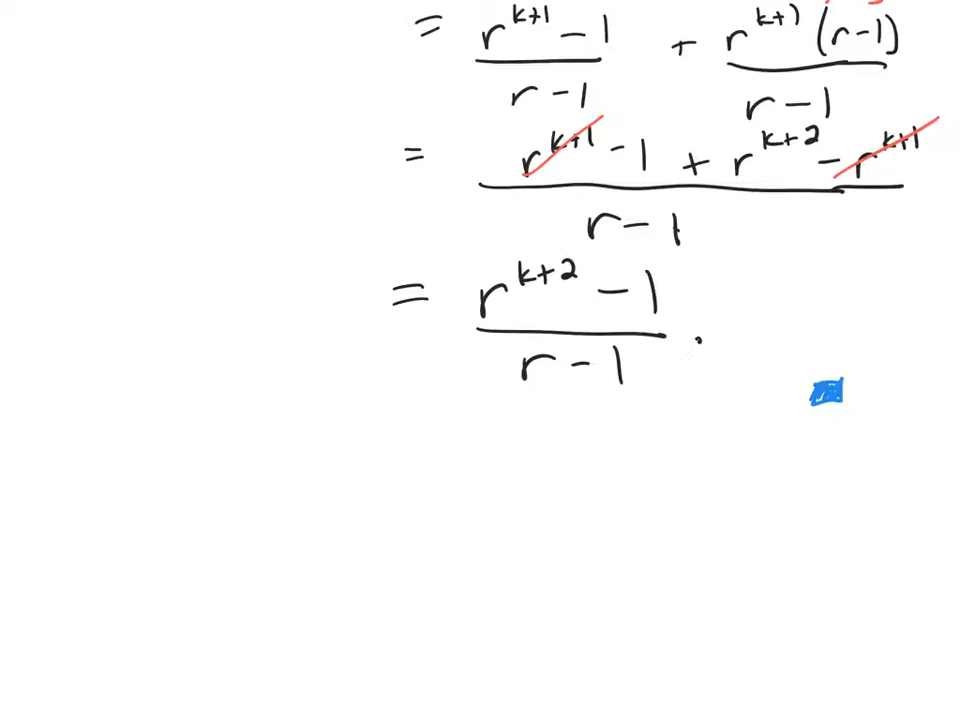 = (r^{k+1} - 1)/(r - 1) + (r^{k+1} (r-1))/(r - 1)
= (r^{k+1} - 1 + r^{k+2} - r^{k+1})/(r - 1)
= (r^{k+2} - 1)/(r - 1) .